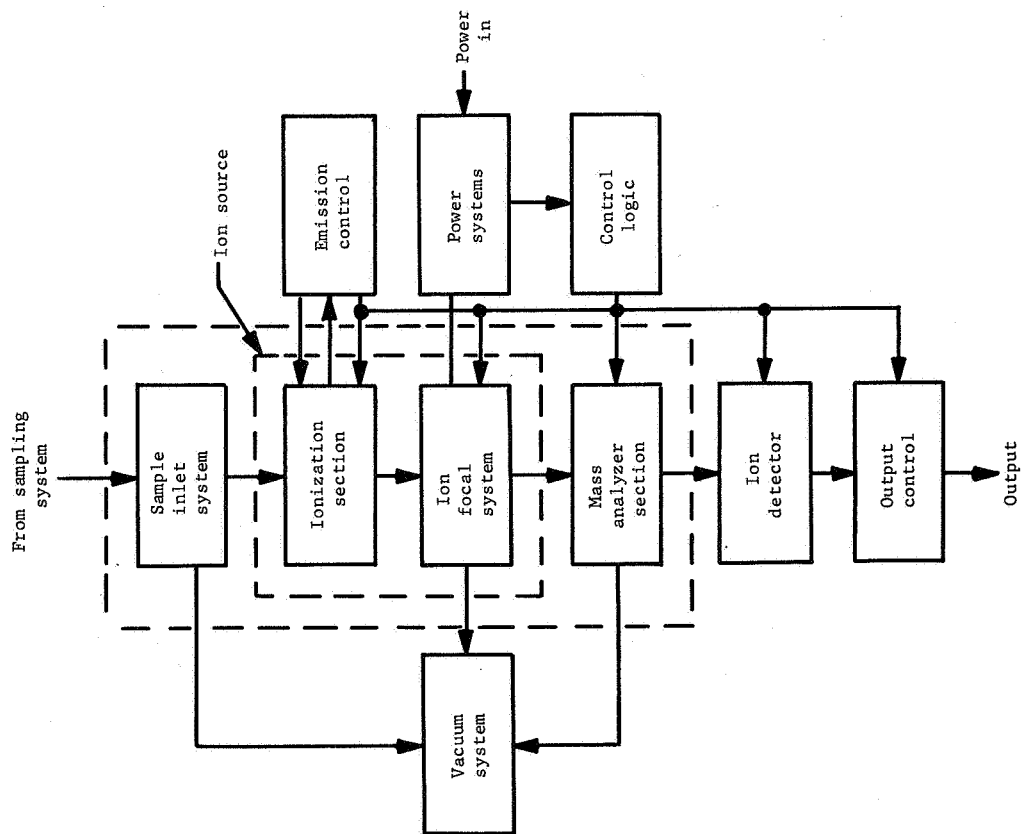 From sampling
system
Sample
inlet
system
Ion source
Ionization
section
Emission
control
Ion
focal
system
Power
systems
Power
in
Mass
analyzer
section
Control
logic
Vacuum
system
Ion
detector
Output
control
Output